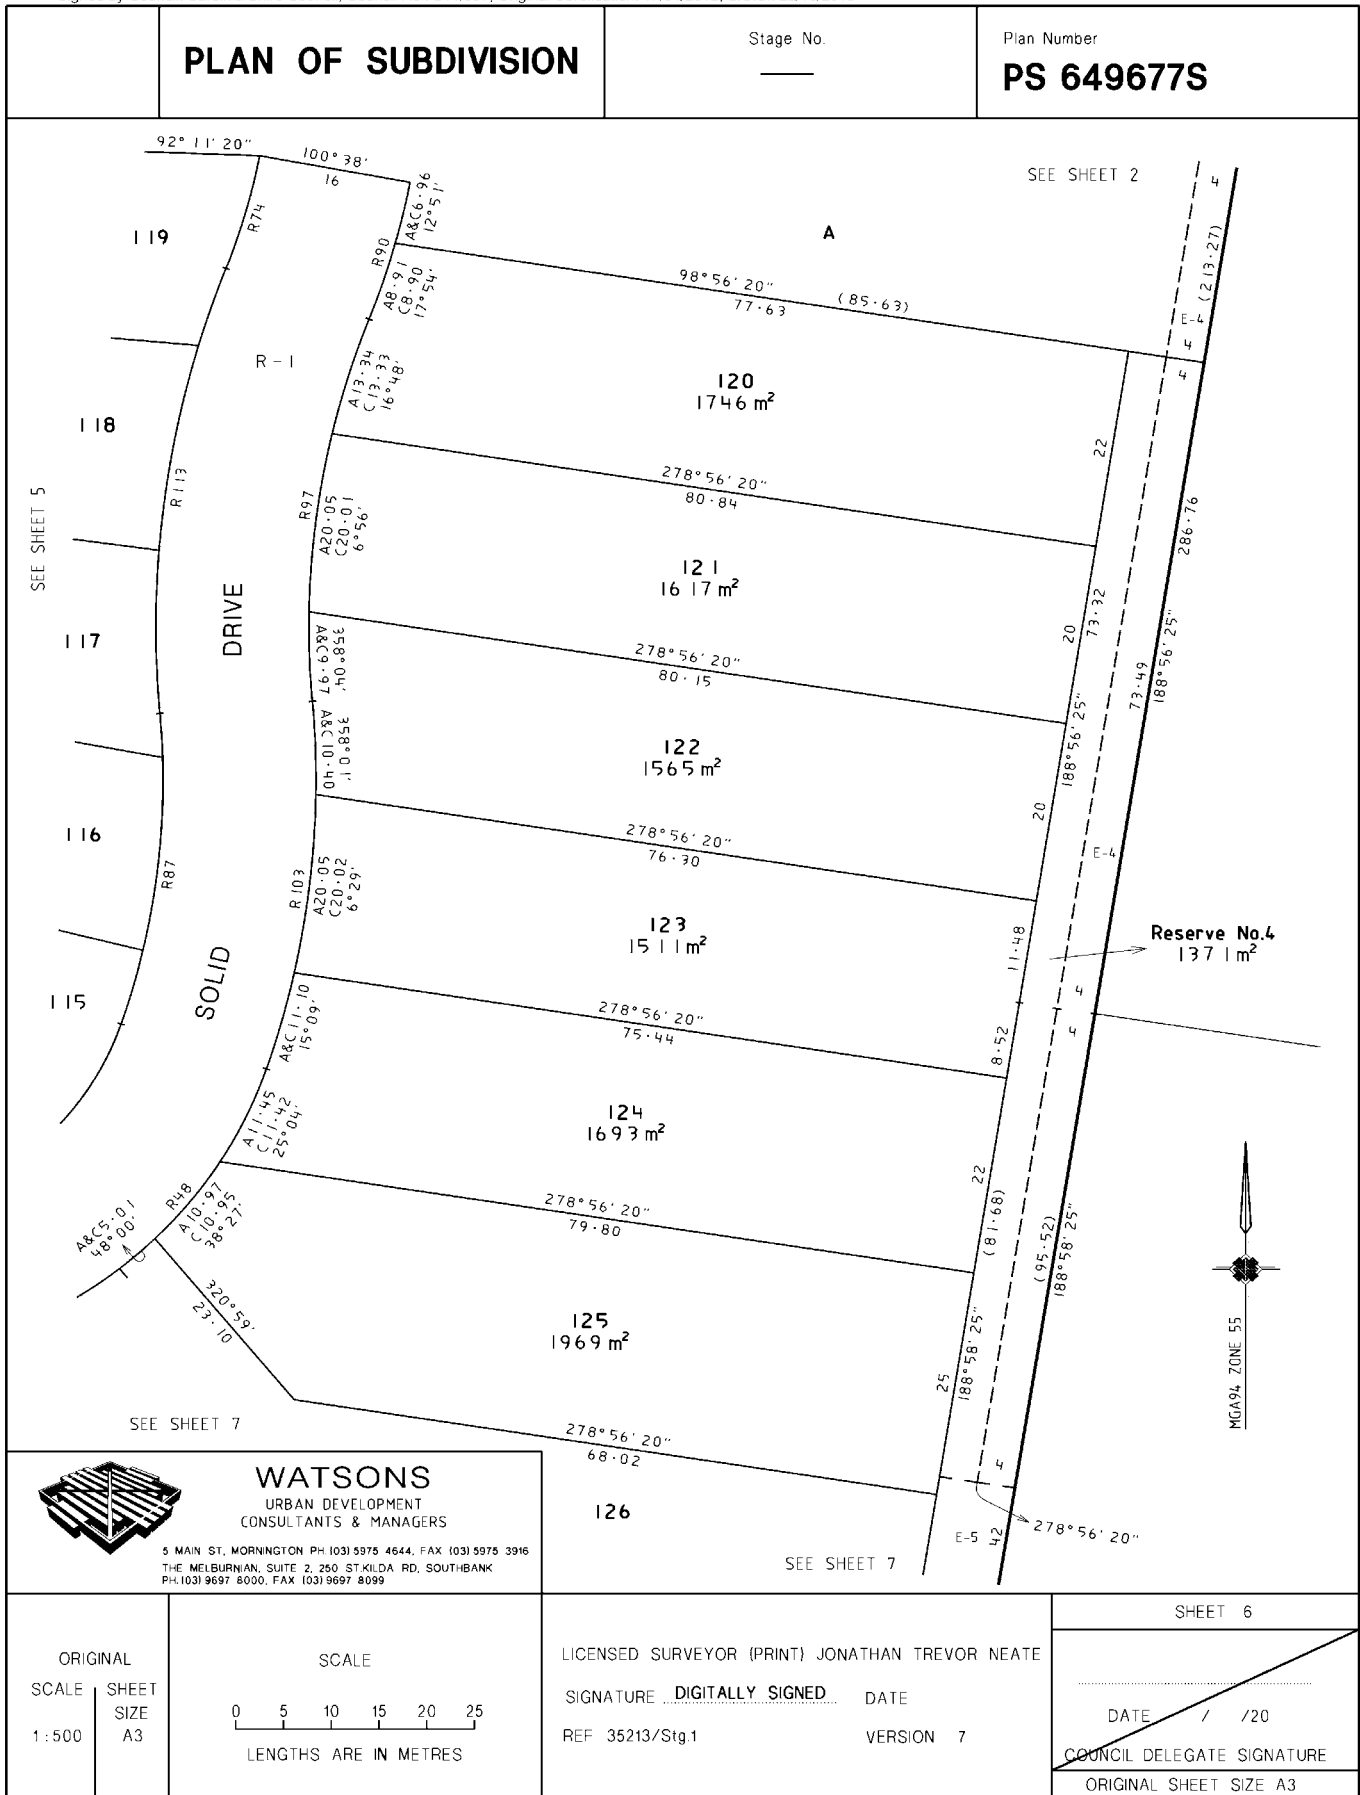 PLAN OF SUBDIVISION
Stage No.
Plan Number
PS 649677S
92° 11' 20"
100° 38'
16
A&C6·96
12°51'
SEE SHEET 2
4
(213·27)
119
R74
R90
A8·91
C8·90
17°54'
A
98°56' 20"
77·63
(85·63)
E-4
4
4
R-1
A13·34
C13·33
16°48'
120
1746 m²
118
22
R113
R97
278°56' 20"
80·84
SEE SHEET 5
A20·05
C20·01
6°56'
286·76
121
1617 m²
DRIVE
117
20
73·32
358°04'
A&C9·97
278°56' 20"
80·15
73·49
188°56' 25"
188°56' 25"
358°01'
A&C10·40
122
1565 m²
20
116
278°56' 20"
76·30
E-4
R87
R103
A20·05
C20·02
6°29'
123
1511 m²
11·48
Reserve No.4
1371 m²
SOLID
115
A&C11·10
15°09'
278°56' 20"
75·44
4
4
8·52
A11·45
C11·42
25°04'
124
1693 m²
22
R48
A10·97
C10·95
38°27'
A&C5·01
48°00'
278°56' 20"
79·80
(81·68)
(95·52)
188°58' 25"
320°59'
23·10
125
1969 m²
25
188°58' 25"
MGA94 ZONE 55
SEE SHEET 7
278°56' 20"
68·02
4
126
E-5
42
278°56' 20"
SEE SHEET 7
WATSONS
URBAN DEVELOPMENT
CONSULTANTS & MANAGERS
5 MAIN ST, MORNINGTON PH.(03) 5975 4644, FAX (03) 5975 3916
THE MELBURNIAN, SUITE 2, 250 ST.KILDA RD, SOUTHBANK
PH.(03) 9697 8000, FAX (03) 9697 8099
ORIGINAL
SCALE SHEET
SIZE
1:500 A3
SCALE
0 5 10 15 20 25
LENGTHS ARE IN METRES
LICENSED SURVEYOR (PRINT) JONATHAN TREVOR NEATE
SIGNATURE DIGITALLY SIGNED DATE
REF 35213/Stg.1 VERSION 7
SHEET 6
DATE / /20
COUNCIL DELEGATE SIGNATURE
ORIGINAL SHEET SIZE A3